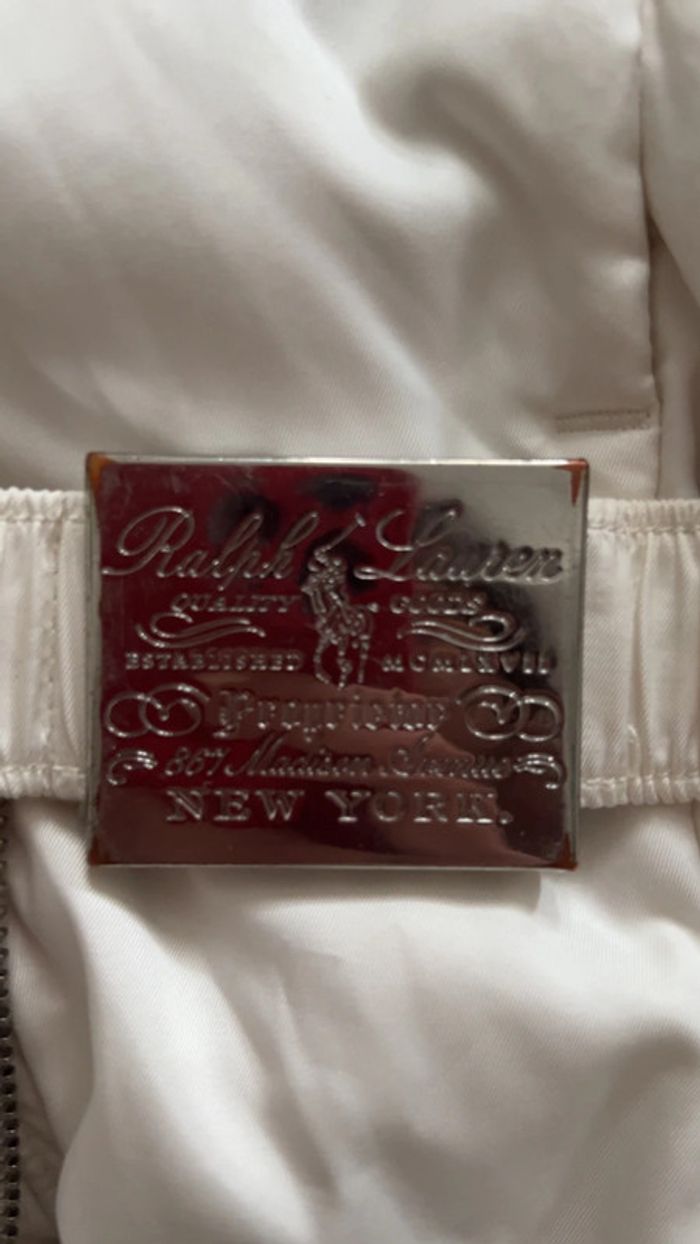 Ralph Lauren
QUALITY GOODS
ESTABLISHED MCMLXVII
Proprietor
867 Madison Avenue
NEW YORK.